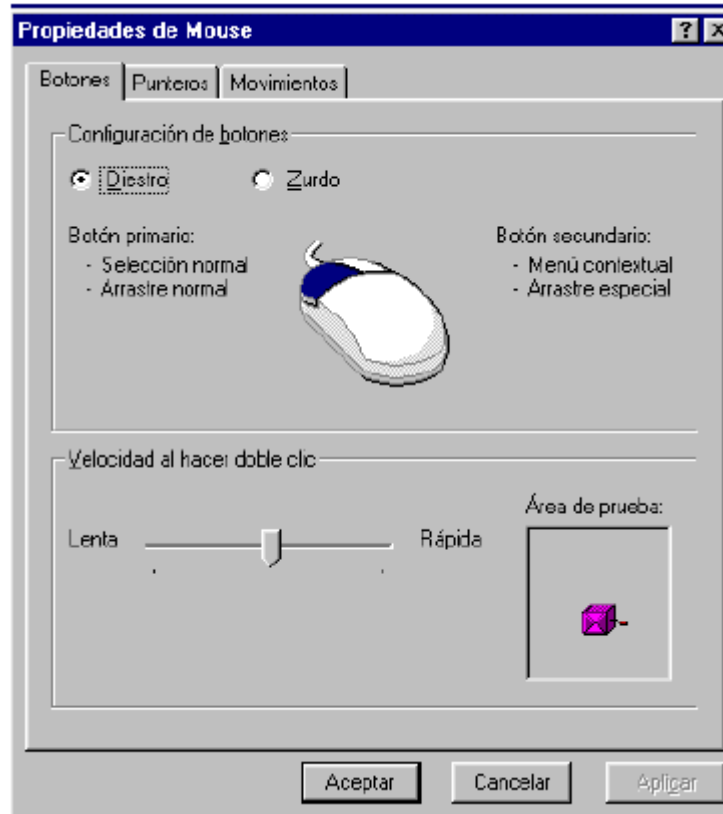 Propiedades de Mouse
Botones Punteros Movimientos
Configuración de botones
Diestro Zurdo
Botón primario:
- Selección normal
- Arrastre normal
Botón secundario:
- Menú contextual
- Arrastre especial
Velocidad al hacer doble clic
Lenta Rápida
Área de prueba:
Aceptar Cancelar Aplicar